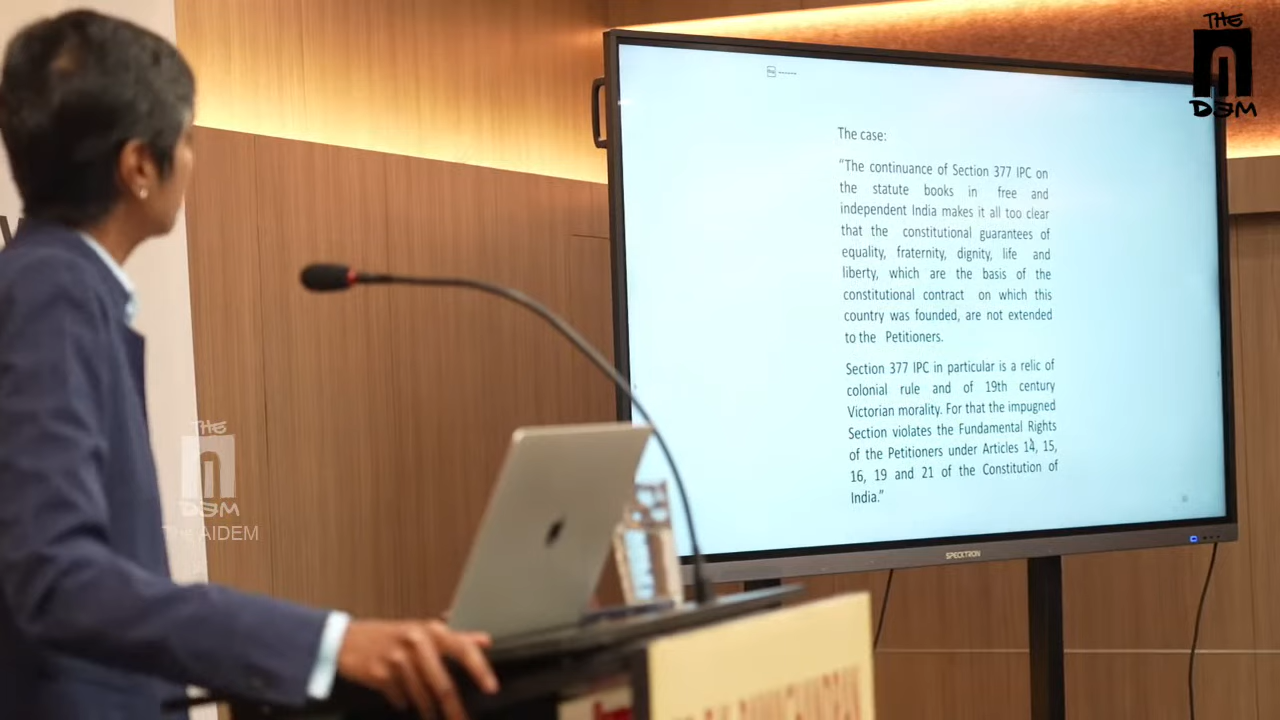 THE
DEM
The case:
“The continuance of Section 377 IPC on
the statute books in free and
independent India makes it all too clear
that the constitutional guarantees of
equality, fraternity, dignity, life and
liberty, which are the basis of the
constitutional contract on which this
country was founded, are not extended
to the Petitioners.
Section 377 IPC in particular is a relic of
colonial rule and of 19th century
Victorian morality. For that the impugned
Section violates the Fundamental Rights
of the Petitioners under Articles 14, 15,
16, 19 and 21 of the Constitution of
India.”
SPECKTRON
THE
DEM
The AIDEM